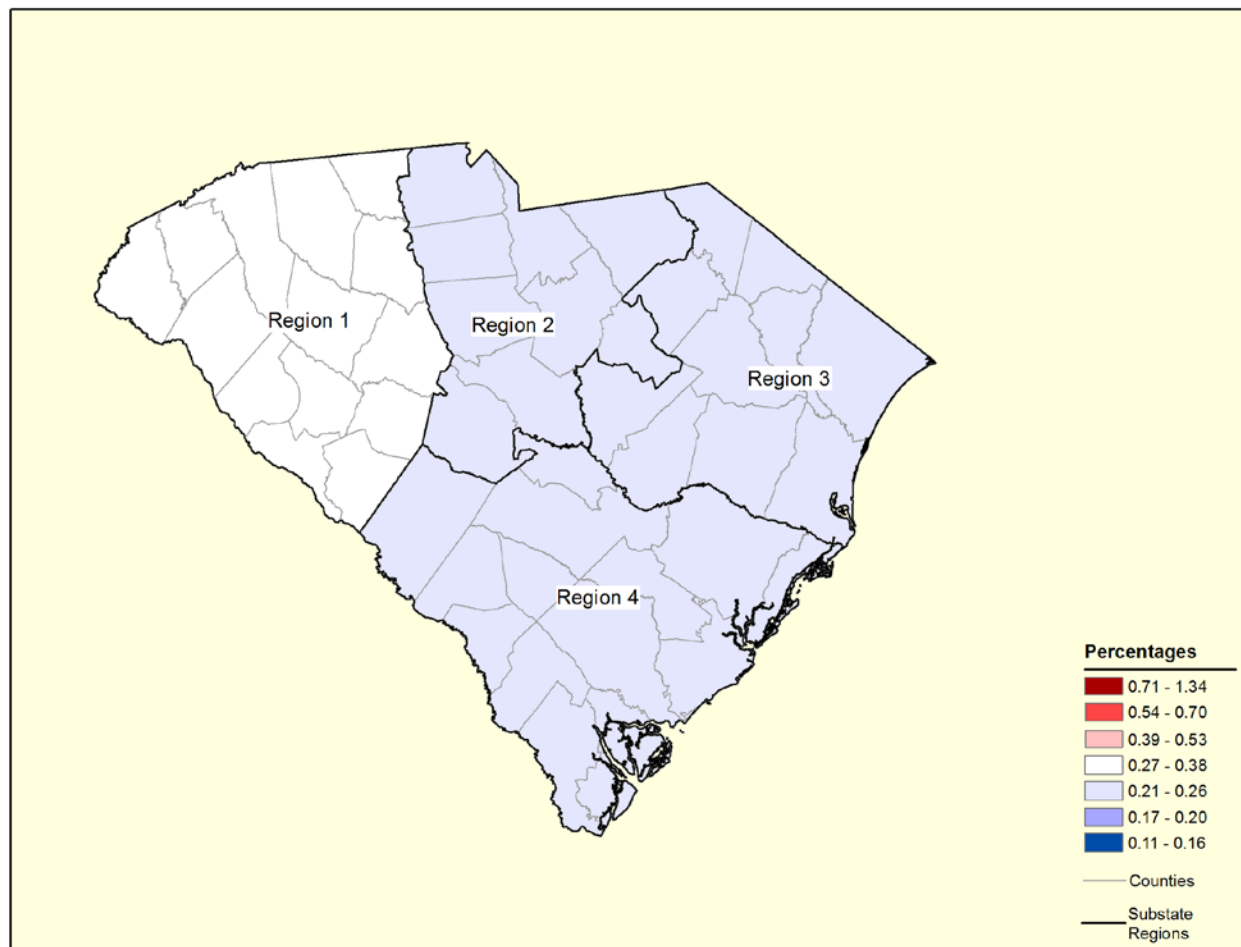 Region 1
Region 2
Region 3
Region 4
Percentages
0.71 - 1.34
0.54 - 0.70
0.39 - 0.53
0.27 - 0.38
0.21 - 0.26
0.17 - 0.20
0.11 - 0.16
Counties
Substate
Regions